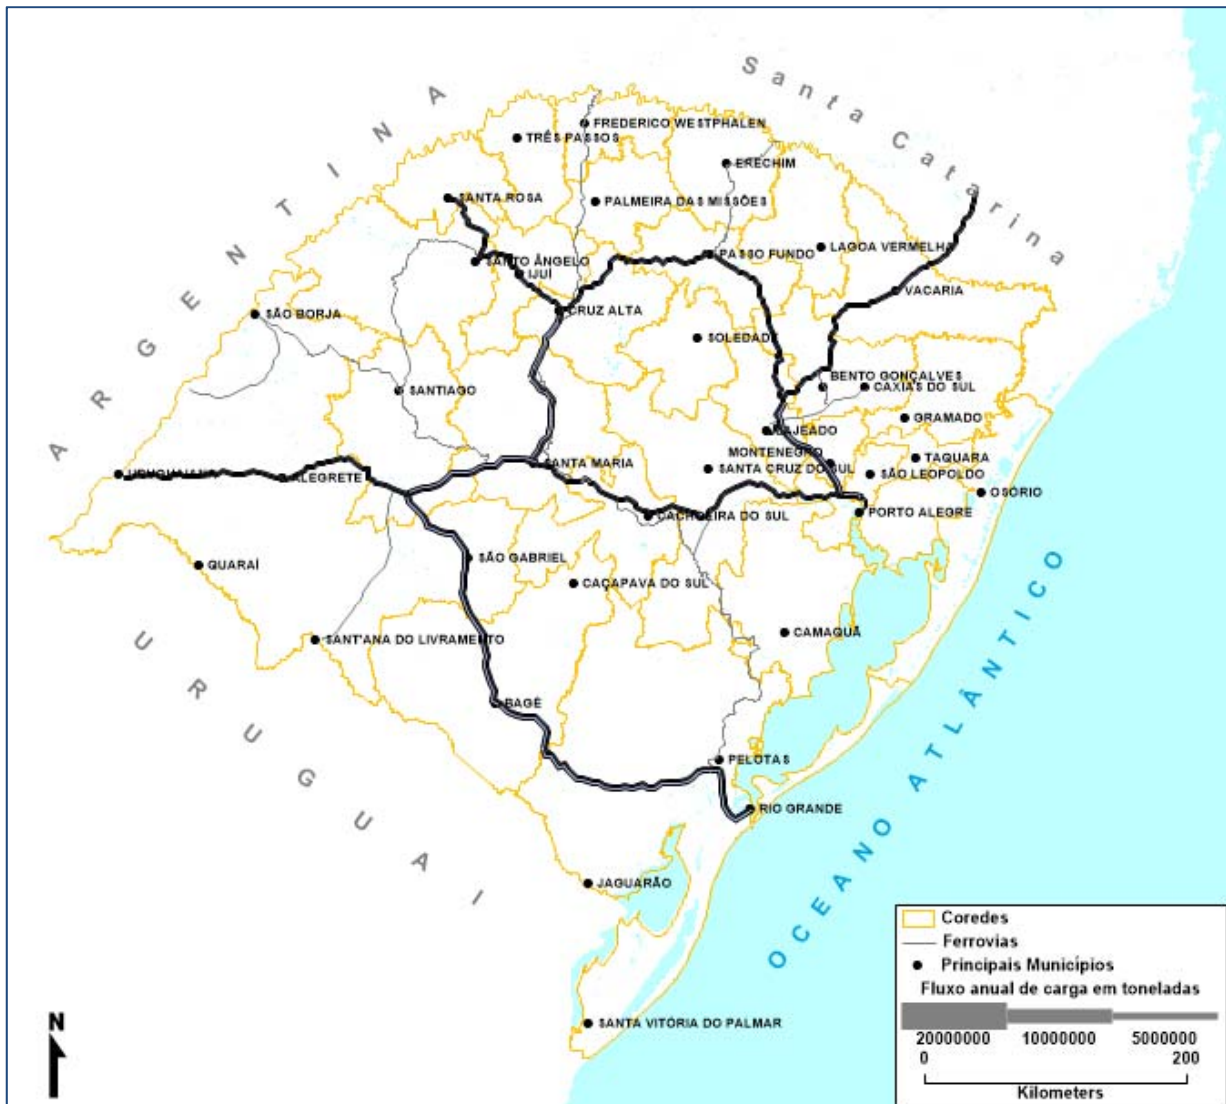 Santa Catarina
ARGENTINA
FREDERICO WESTPHALEN
TRÊS PASSOS
ERECHIM
SANTA ROSA
PALMEIRA DAS MISSÕES
LAGOA VERMELHA
PASSO FUNDO
SANTO ÂNGELO
IJUÍ
VACARIA
SÃO BORJA
CRUZ ALTA
SOLEDADE
BENTO GONÇALVES
SANTIAGO
CAXIAS DO SUL
GRAMADO
LAJEADO
MONTENEGRO
TAQUARA
SANTA MARIA
SANTA CRUZ DO SUL
SÃO LEOPOLDO
URUGUAIANA
ALEGRETE
OSÓRIO
CACHOEIRA DO SUL
PORTO ALEGRE
SÃO GABRIEL
QUARAÍ
CAÇAPAVA DO SUL
CAMAQUÃ
SANT'ANA DO LIVRAMENTO
URUGUAI
OCEANO ATLÂNTICO
BAGÉ
PELOTAS
RIO GRANDE
JAGUARÃO
SANTA VITÓRIA DO PALMAR
N
Coredes
Ferrovias
Principais Municípios
Fluxo anual de carga em toneladas
20000000 10000000 5000000
0 200
Kilometers